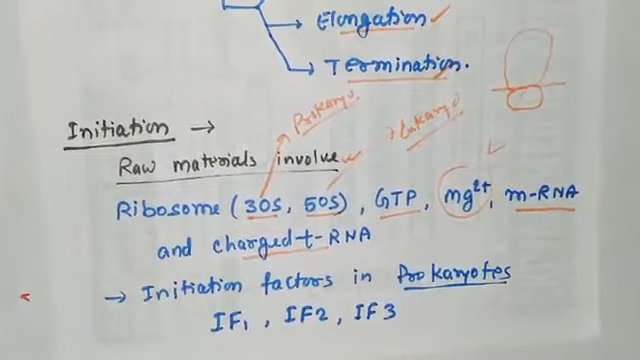 Elongation
Termination.
Prokaryo.
Eukaryo
Initiation →
Raw materials involve
Ribosome (30S, 50S), GTP, mg2+, m-RNA
and charged t-RNA
→ Initiation factors in Prokaryotes
IF1, IF2, IF3